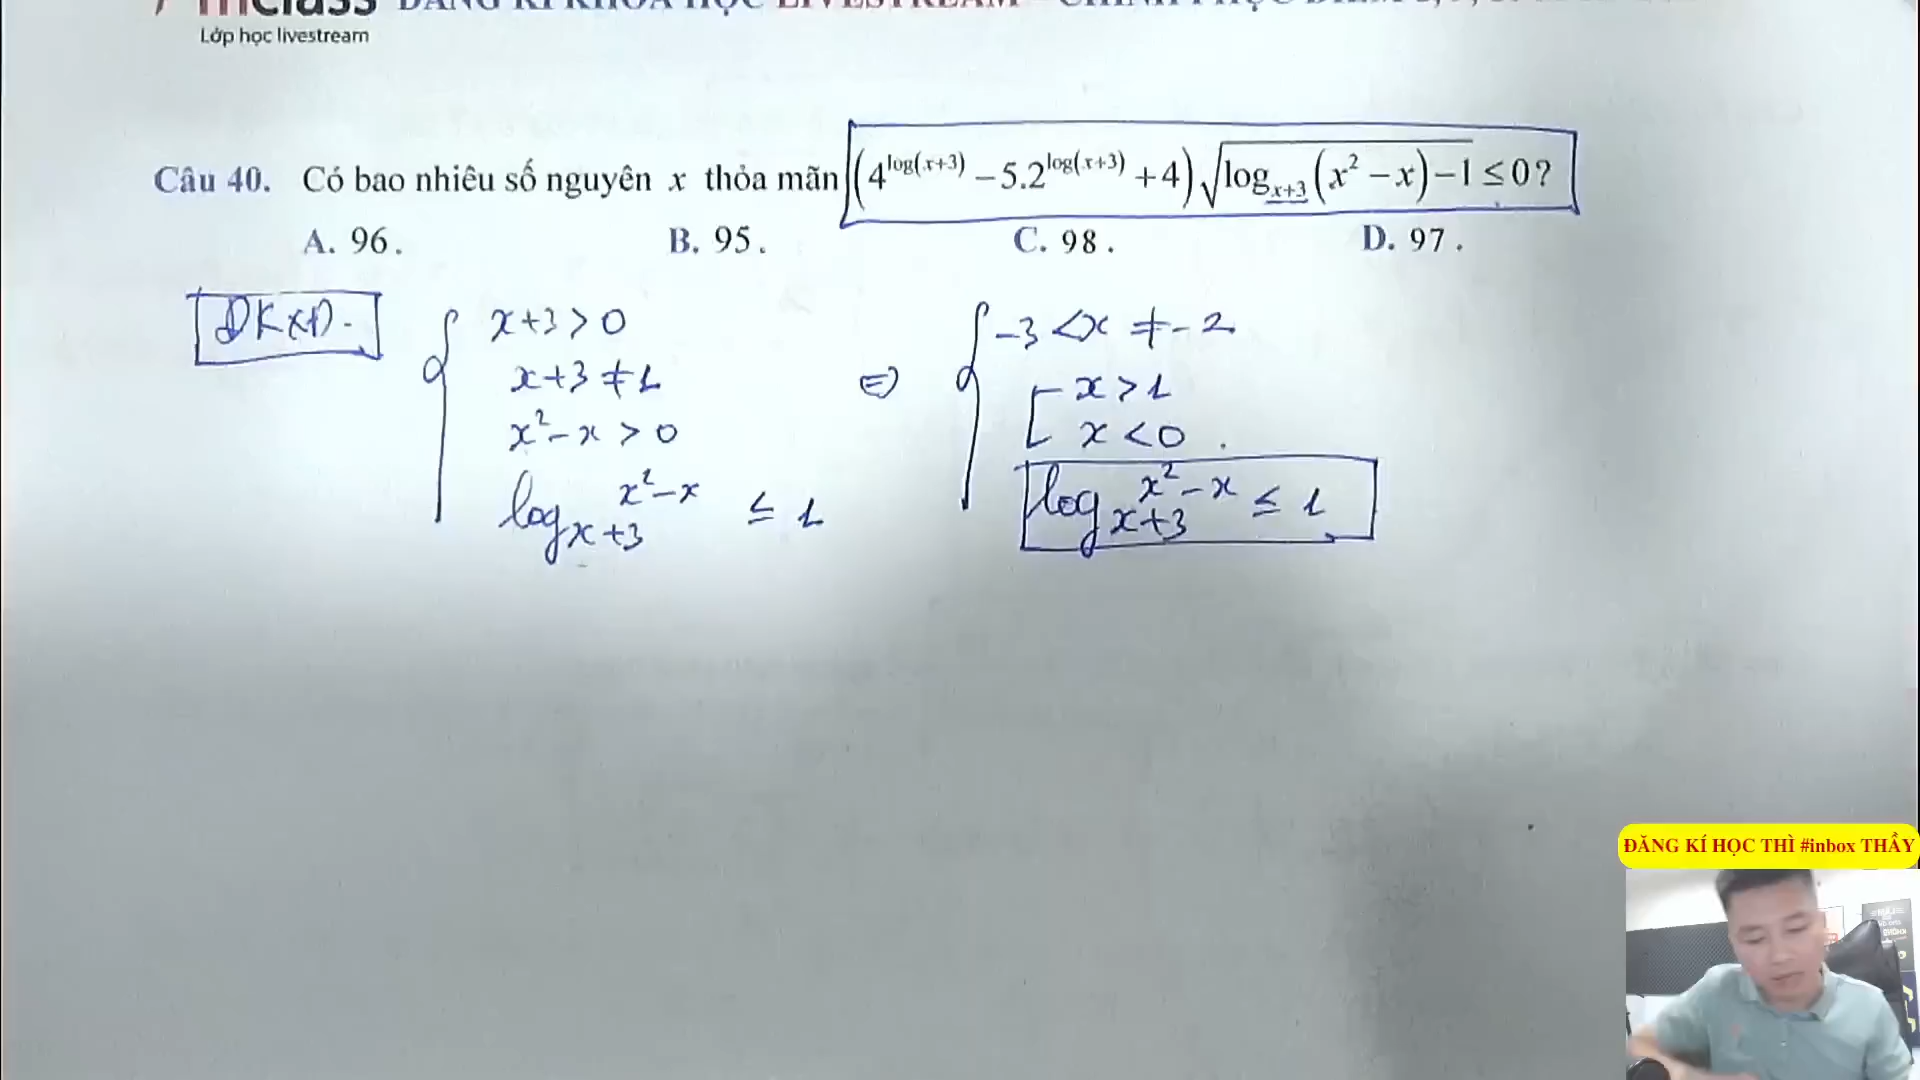 Lớp học livestream
Câu 40. Có bao nhiêu số nguyên x thỏa mãn (4^{log(x+3)} − 5.2^{log(x+3)} + 4)√(log_{x+3}(x² − x) − 1) ≤ 0?
A. 96. B. 95. C. 98. D. 97.
ĐKXĐ.
x+3 > 0
x+3 ≠ 1
x² − x > 0
log_{x+3} x² − x ≤ 1
⇔
−3 < x ≠ −2
x > 1
x < 0.
log_{x+3} x² − x ≤ 1
ĐĂNG KÍ HỌC THÌ #inbox THẦY